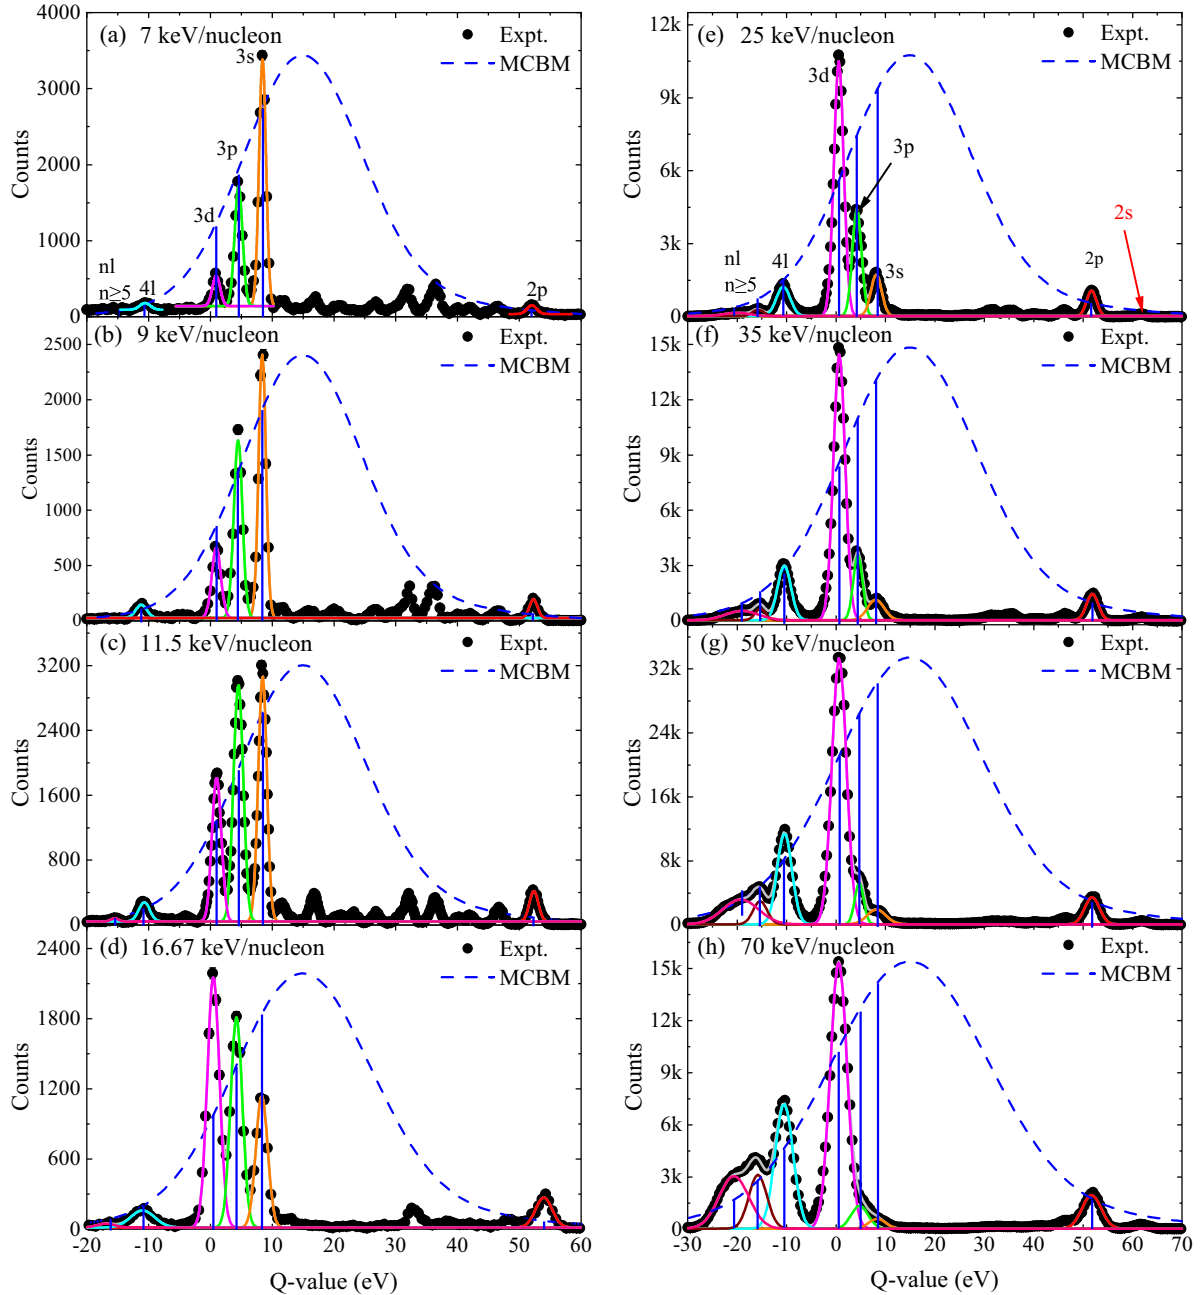 (a) 7 keV/nucleon
Expt.
MCBM
3s
3p
3d
nl
n≥5
4l
2p
4000
3000
2000
1000
0
Counts
(b) 9 keV/nucleon
Expt.
MCBM
2500
2000
1500
1000
500
0
Counts
(c) 11.5 keV/nucleon
Expt.
MCBM
3200
2400
1600
800
0
Counts
(d) 16.67 keV/nucleon
Expt.
MCBM
2400
1800
1200
600
0
Counts
-20 -10 0 10 20 30 40 50 60
Q-value (eV)
(e) 25 keV/nucleon
Expt.
MCBM
3d
3p
2s
nl
n≥5
4l
3s
2p
12k
9k
6k
3k
0
Counts
(f) 35 keV/nucleon
Expt.
MCBM
15k
12k
9k
6k
3k
0
Counts
(g) 50 keV/nucleon
Expt.
MCBM
32k
24k
16k
8k
0
Counts
(h) 70 keV/nucleon
Expt.
MCBM
15k
12k
9k
6k
3k
0
Counts
-30 -20 -10 0 10 20 30 40 50 60 70
Q-value (eV)